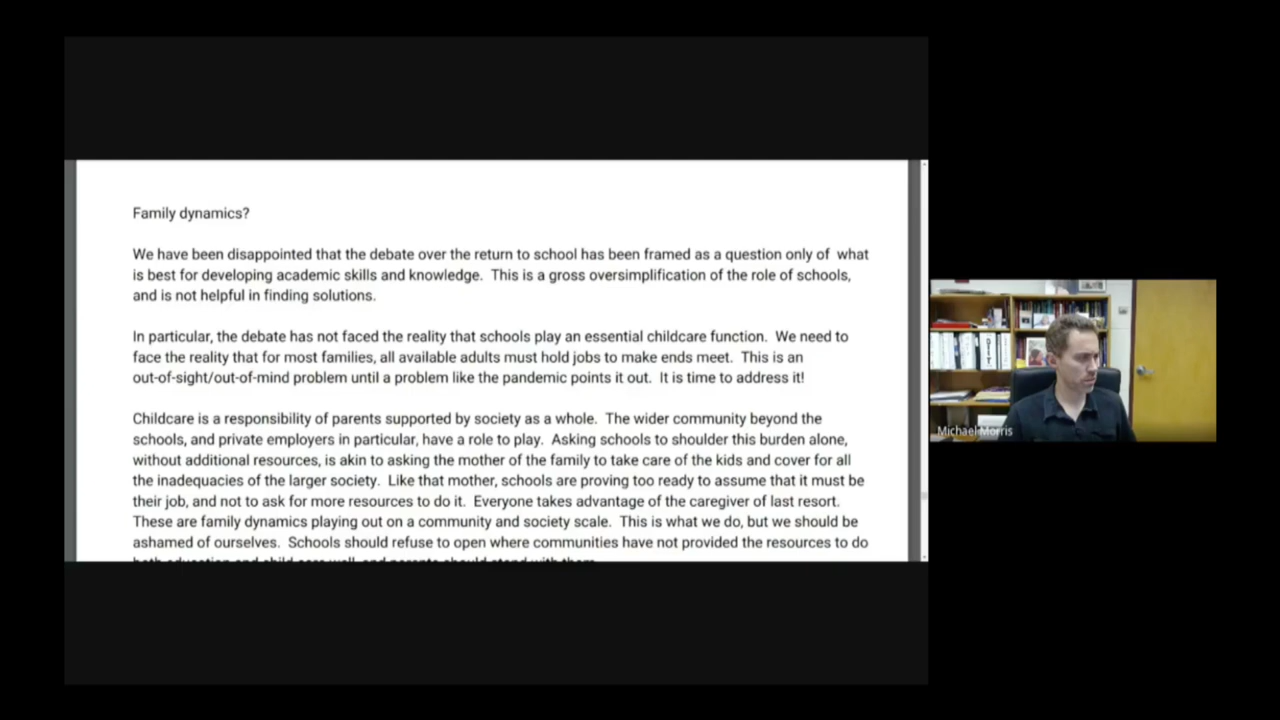 Family dynamics?
We have been disappointed that the debate over the return to school has been framed as a question only of  what
is best for developing academic skills and knowledge.  This is a gross oversimplification of the role of schools,
and is not helpful in finding solutions.
In particular, the debate has not faced the reality that schools play an essential childcare function.  We need to
face the reality that for most families, all available adults must hold jobs to make ends meet.  This is an
out-of-sight/out-of-mind problem until a problem like the pandemic points it out.  It is time to address it!
Childcare is a responsibility of parents supported by society as a whole.  The wider community beyond the
schools, and private employers in particular, have a role to play.  Asking schools to shoulder this burden alone,
without additional resources, is akin to asking the mother of the family to take care of the kids and cover for all
the inadequacies of the larger society.  Like that mother, schools are proving too ready to assume that it must be
their job, and not to ask for more resources to do it.  Everyone takes advantage of the caregiver of last resort.
These are family dynamics playing out on a community and society scale.  This is what we do, but we should be
ashamed of ourselves.  Schools should refuse to open where communities have not provided the resources to do
both education and child care well, and parents should stand with them.
Michael Morris